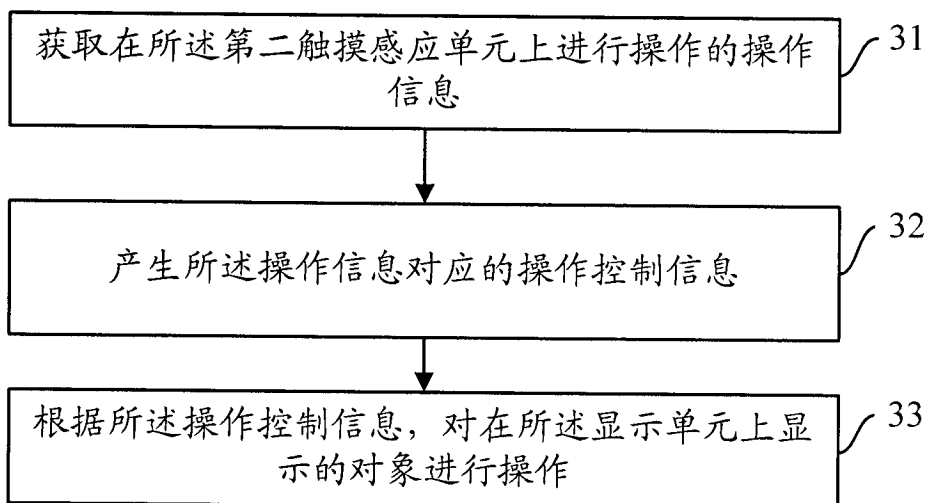 获取在所述第二触摸感应单元上进行操作的操作
信息
31
产生所述操作信息对应的操作控制信息
32
根据所述操作控制信息，对在所述显示单元上显
示的对象进行操作
33